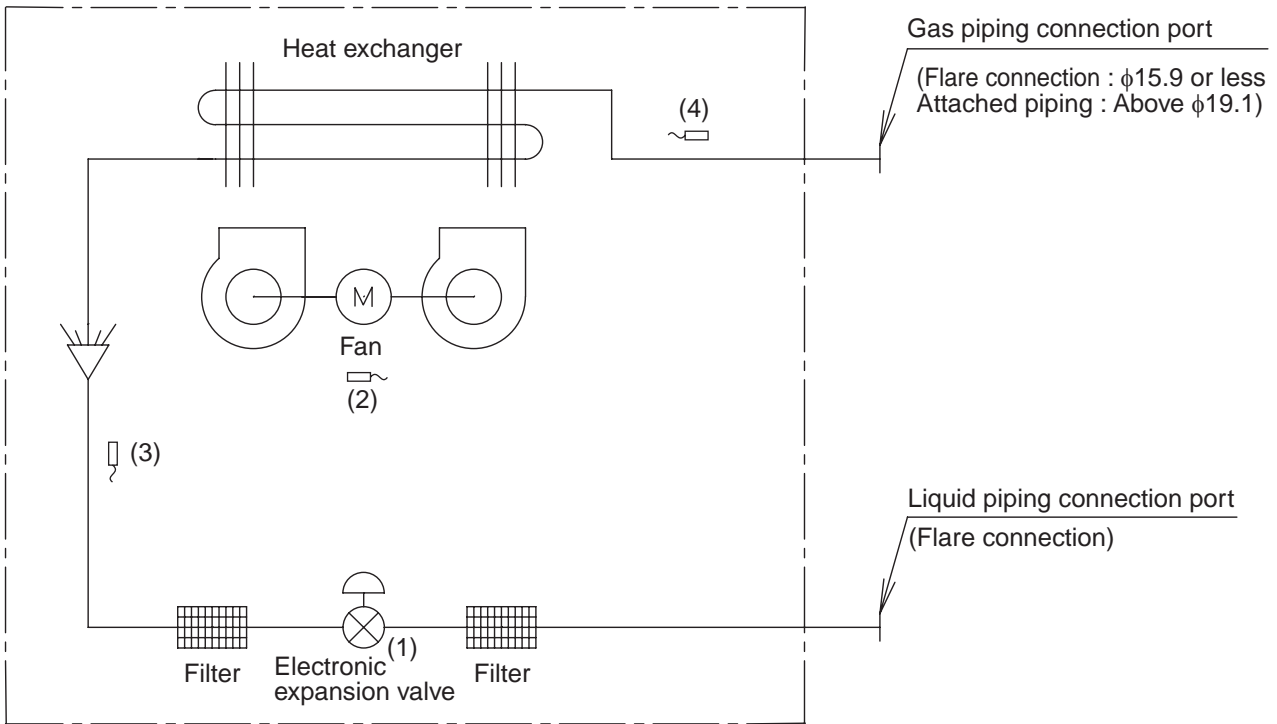 Heat exchanger
Gas piping connection port
(Flare connection : ϕ15.9 or less
Attached piping : Above ϕ19.1)
(4)
M
Fan
(2)
(3)
Liquid piping connection port
(Flare connection)
(1)
Filter
Electronic
expansion valve
Filter